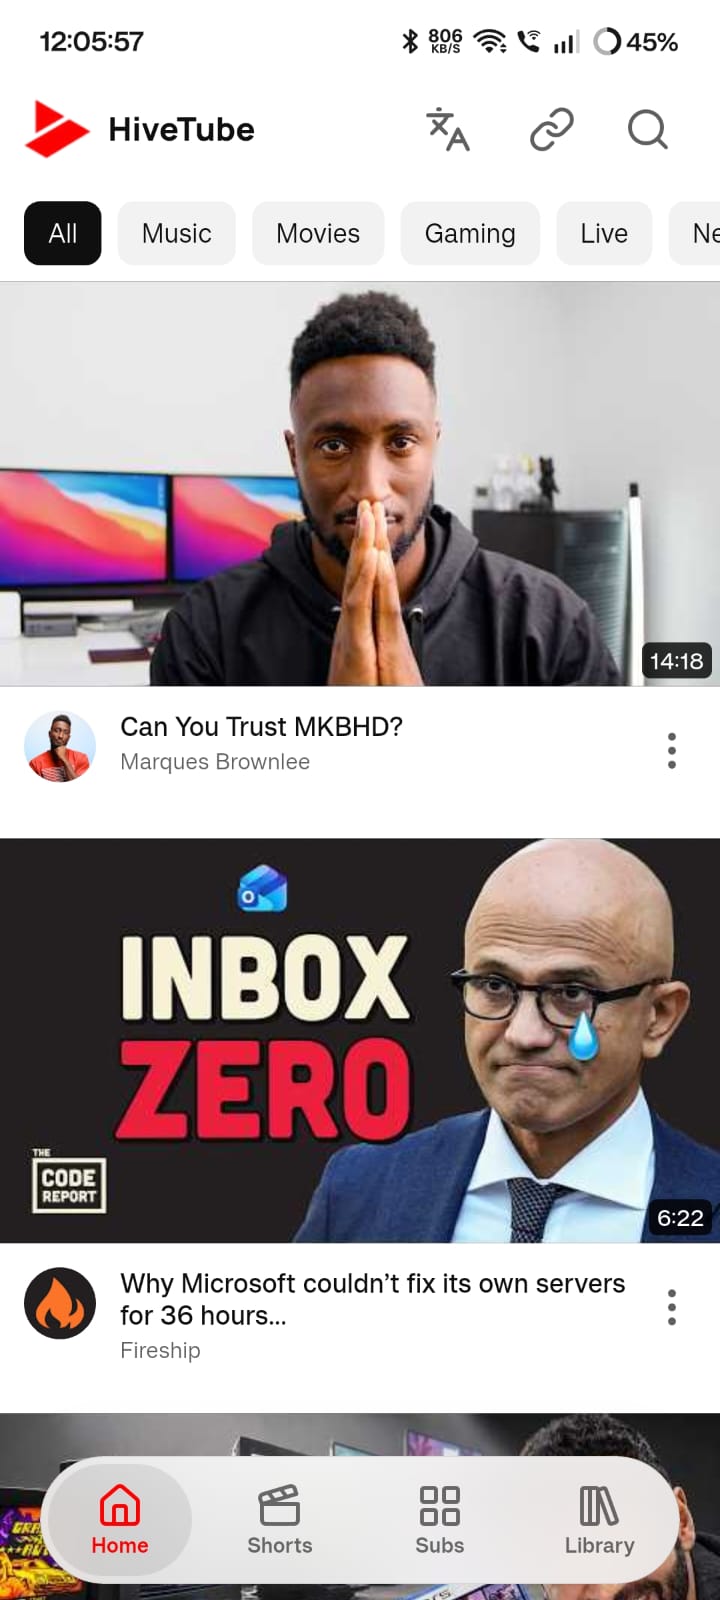 12:05:57
806
KB/S
45%
HiveTube
All
Music
Movies
Gaming
Live
Ne
14:18
Can You Trust MKBHD?
Marques Brownlee
INBOX
ZERO
THE
CODE
REPORT
6:22
Why Microsoft couldn’t fix its own servers
for 36 hours...
Fireship
Home
Shorts
Subs
Library